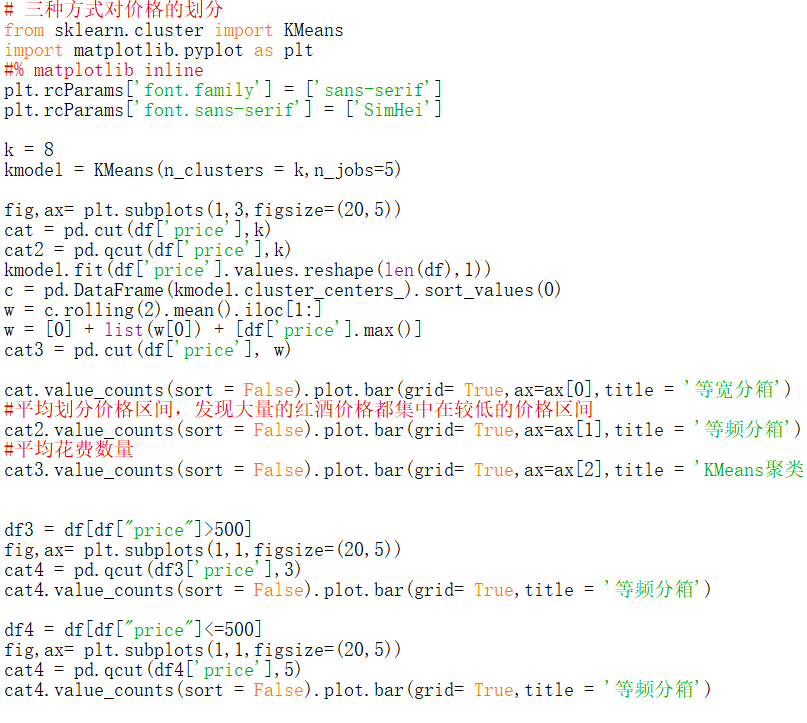 # 三种方式对价格的划分
from sklearn.cluster import KMeans
import matplotlib.pyplot as plt
#% matplotlib inline
plt.rcParams['font.family'] = ['sans-serif']
plt.rcParams['font.sans-serif'] = ['SimHei']
k = 8
kmodel = KMeans(n_clusters = k,n_jobs=5)
fig,ax= plt.subplots(1,3,figsize=(20,5))
cat = pd.cut(df['price'],k)
cat2 = pd.qcut(df['price'],k)
kmodel.fit(df['price'].values.reshape(len(df),1))
c = pd.DataFrame(kmodel.cluster_centers_).sort_values(0)
w = c.rolling(2).mean().iloc[1:]
w = [0] + list(w[0]) + [df['price'].max()]
cat3 = pd.cut(df['price'], w)
cat.value_counts(sort = False).plot.bar(grid= True,ax=ax[0],title = '等宽分箱')
#平均划分价格区间，发现大量的红酒价格都集中在较低的价格区间
cat2.value_counts(sort = False).plot.bar(grid= True,ax=ax[1],title = '等频分箱')
#平均花费数量
cat3.value_counts(sort = False).plot.bar(grid= True,ax=ax[2],title = 'KMeans聚类
df3 = df[df["price"]>500]
fig,ax= plt.subplots(1,1,figsize=(20,5))
cat4 = pd.qcut(df3['price'],3)
cat4.value_counts(sort = False).plot.bar(grid= True,title = '等频分箱')
df4 = df[df["price"]<=500]
fig,ax= plt.subplots(1,1,figsize=(20,5))
cat4 = pd.qcut(df4['price'],5)
cat4.value_counts(sort = False).plot.bar(grid= True,title = '等频分箱')